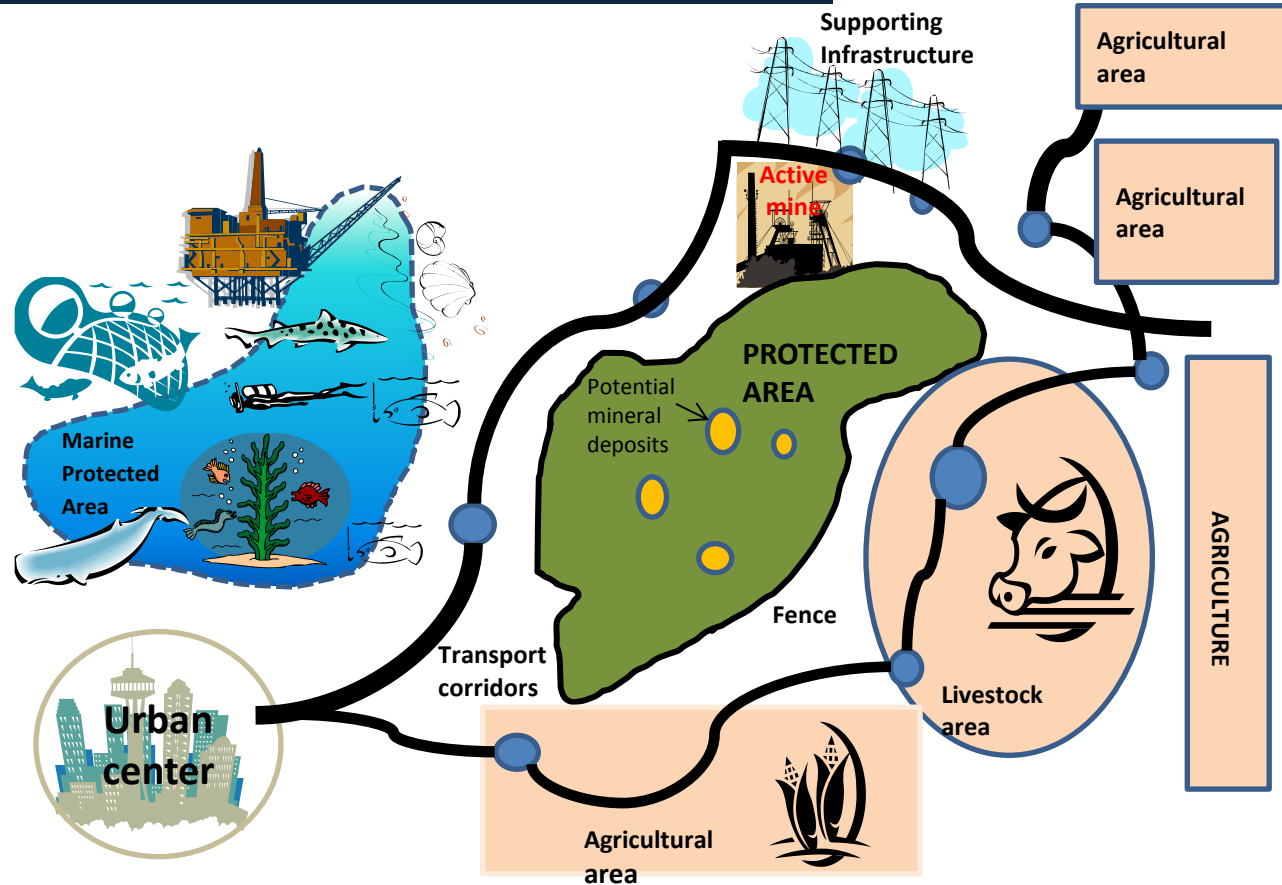 Supporting
Infrastructure
Agricultural
area
Agricultural
area
Active
mine
PROTECTED
AREA
Potential
mineral
deposits
Marine
Protected
Area
AGRICULTURE
Fence
Transport
corridors
Livestock
area
Urban
center
Agricultural
area